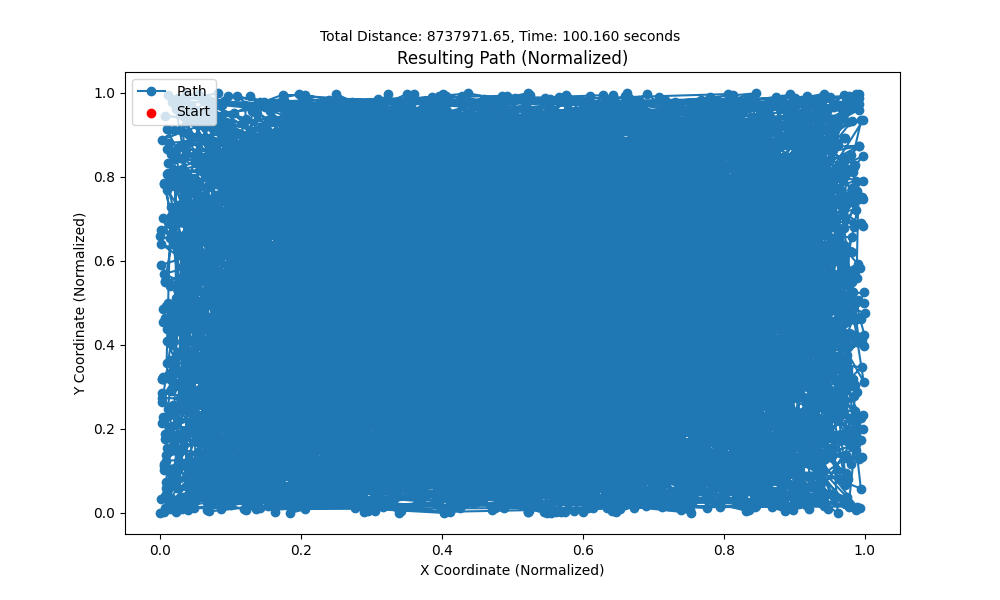 Total Distance: 8737971.65, Time: 100.160 seconds
Resulting Path (Normalized)
Path
Start
Y Coordinate (Normalized)
1.0
0.8
0.6
0.4
0.2
0.0
0.0 0.2 0.4 0.6 0.8 1.0
X Coordinate (Normalized)